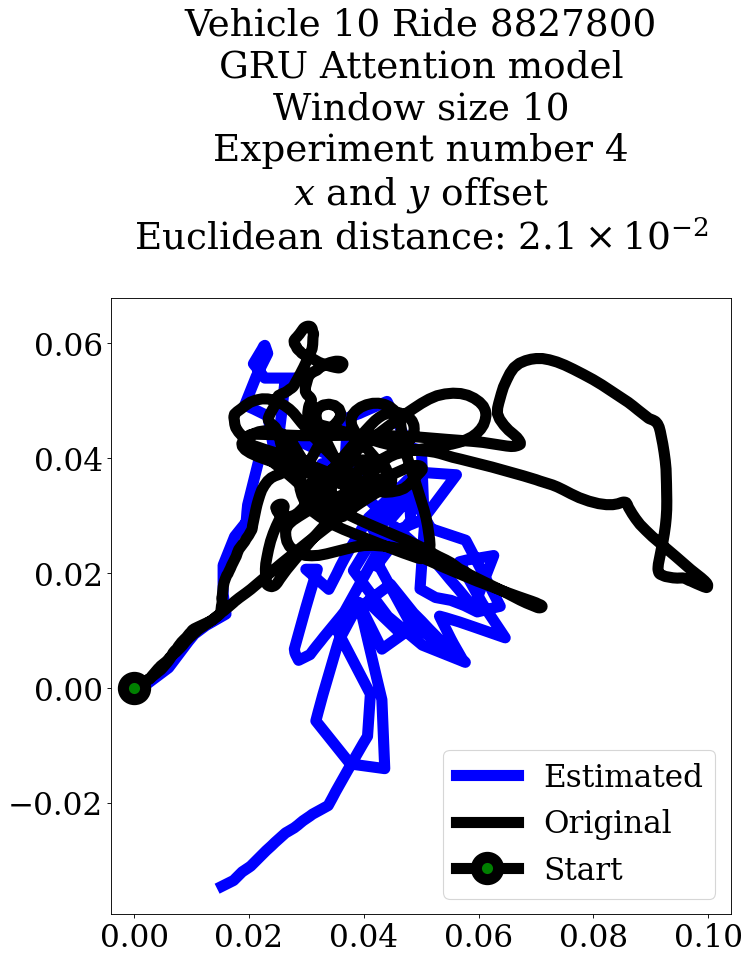 Vehicle 10 Ride 8827800
GRU Attention model
Window size 10
Experiment number 4
x and y offset
Euclidean distance: 2.1 × 10⁻²
0.06
0.04
0.02
0.00
−0.02
Estimated
Original
Start
0.00 0.02 0.04 0.06 0.08 0.10